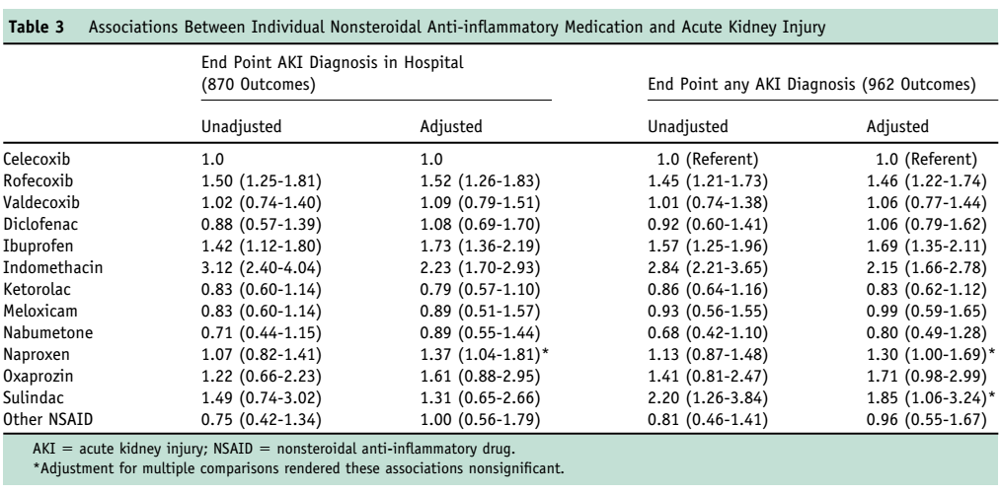 Table 3 Associations Between Individual Nonsteroidal Anti-inflammatory Medication and Acute Kidney Injury
End Point AKI Diagnosis in Hospital
(870 Outcomes) End Point any AKI Diagnosis (962 Outcomes)
Unadjusted Adjusted Unadjusted Adjusted
Celecoxib 1.0 1.0 1.0 (Referent) 1.0 (Referent)
Rofecoxib 1.50 (1.25-1.81) 1.52 (1.26-1.83) 1.45 (1.21-1.73) 1.46 (1.22-1.74)
Valdecoxib 1.02 (0.74-1.40) 1.09 (0.79-1.51) 1.01 (0.74-1.38) 1.06 (0.77-1.44)
Diclofenac 0.88 (0.57-1.39) 1.08 (0.69-1.70) 0.92 (0.60-1.41) 1.06 (0.79-1.62)
Ibuprofen 1.42 (1.12-1.80) 1.73 (1.36-2.19) 1.57 (1.25-1.96) 1.69 (1.35-2.11)
Indomethacin 3.12 (2.40-4.04) 2.23 (1.70-2.93) 2.84 (2.21-3.65) 2.15 (1.66-2.78)
Ketorolac 0.83 (0.60-1.14) 0.79 (0.57-1.10) 0.86 (0.64-1.16) 0.83 (0.62-1.12)
Meloxicam 0.83 (0.60-1.14) 0.89 (0.51-1.57) 0.93 (0.56-1.55) 0.99 (0.59-1.65)
Nabumetone 0.71 (0.44-1.15) 0.89 (0.55-1.44) 0.68 (0.42-1.10) 0.80 (0.49-1.28)
Naproxen 1.07 (0.82-1.41) 1.37 (1.04-1.81)* 1.13 (0.87-1.48) 1.30 (1.00-1.69)*
Oxaprozin 1.22 (0.66-2.23) 1.61 (0.88-2.95) 1.41 (0.81-2.47) 1.71 (0.98-2.99)
Sulindac 1.49 (0.74-3.02) 1.31 (0.65-2.66) 2.20 (1.26-3.84) 1.85 (1.06-3.24)*
Other NSAID 0.75 (0.42-1.34) 1.00 (0.56-1.79) 0.81 (0.46-1.41) 0.96 (0.55-1.67)
AKI = acute kidney injury; NSAID = nonsteroidal anti-inflammatory drug.
*Adjustment for multiple comparisons rendered these associations nonsignificant.